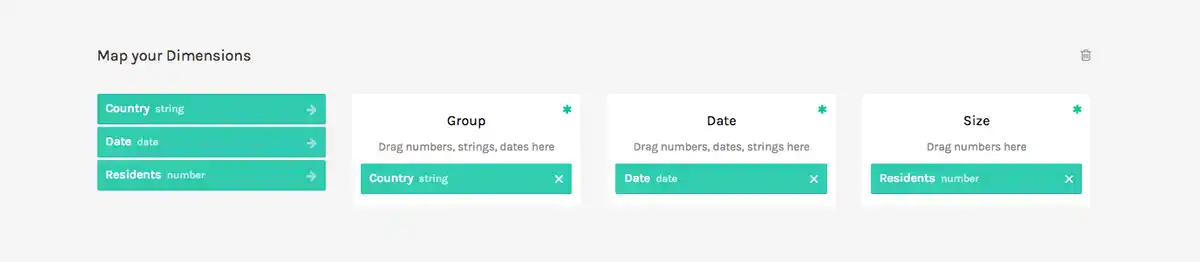 Map your Dimensions
Country string
Date date
Residents number
Group
Drag numbers, strings, dates here
Country string
Date
Drag numbers, dates, strings here
Date date
Size
Drag numbers here
Residents number